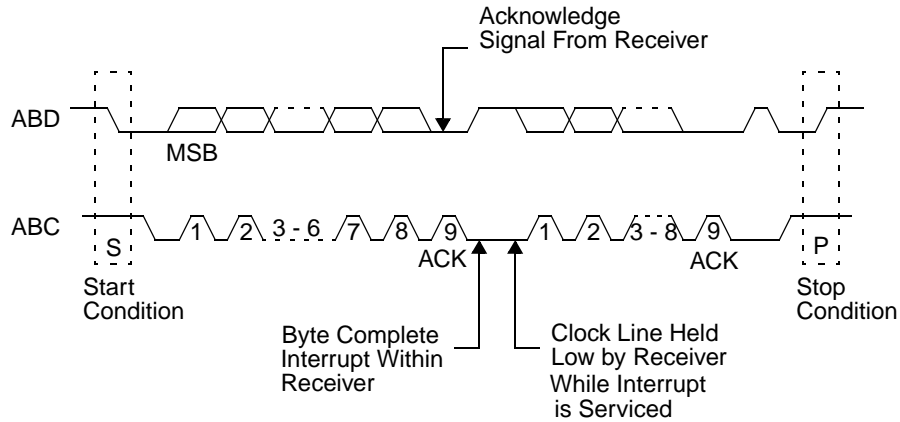 Acknowledge
Signal From Receiver
ABD
MSB
ABC
S
1
2
3 - 6
7
8
9
1
2
3 - 8
9
P
ACK
ACK
Start
Condition
Stop
Condition
Byte Complete
Interrupt Within
Receiver
Clock Line Held
Low by Receiver
While Interrupt
is Serviced